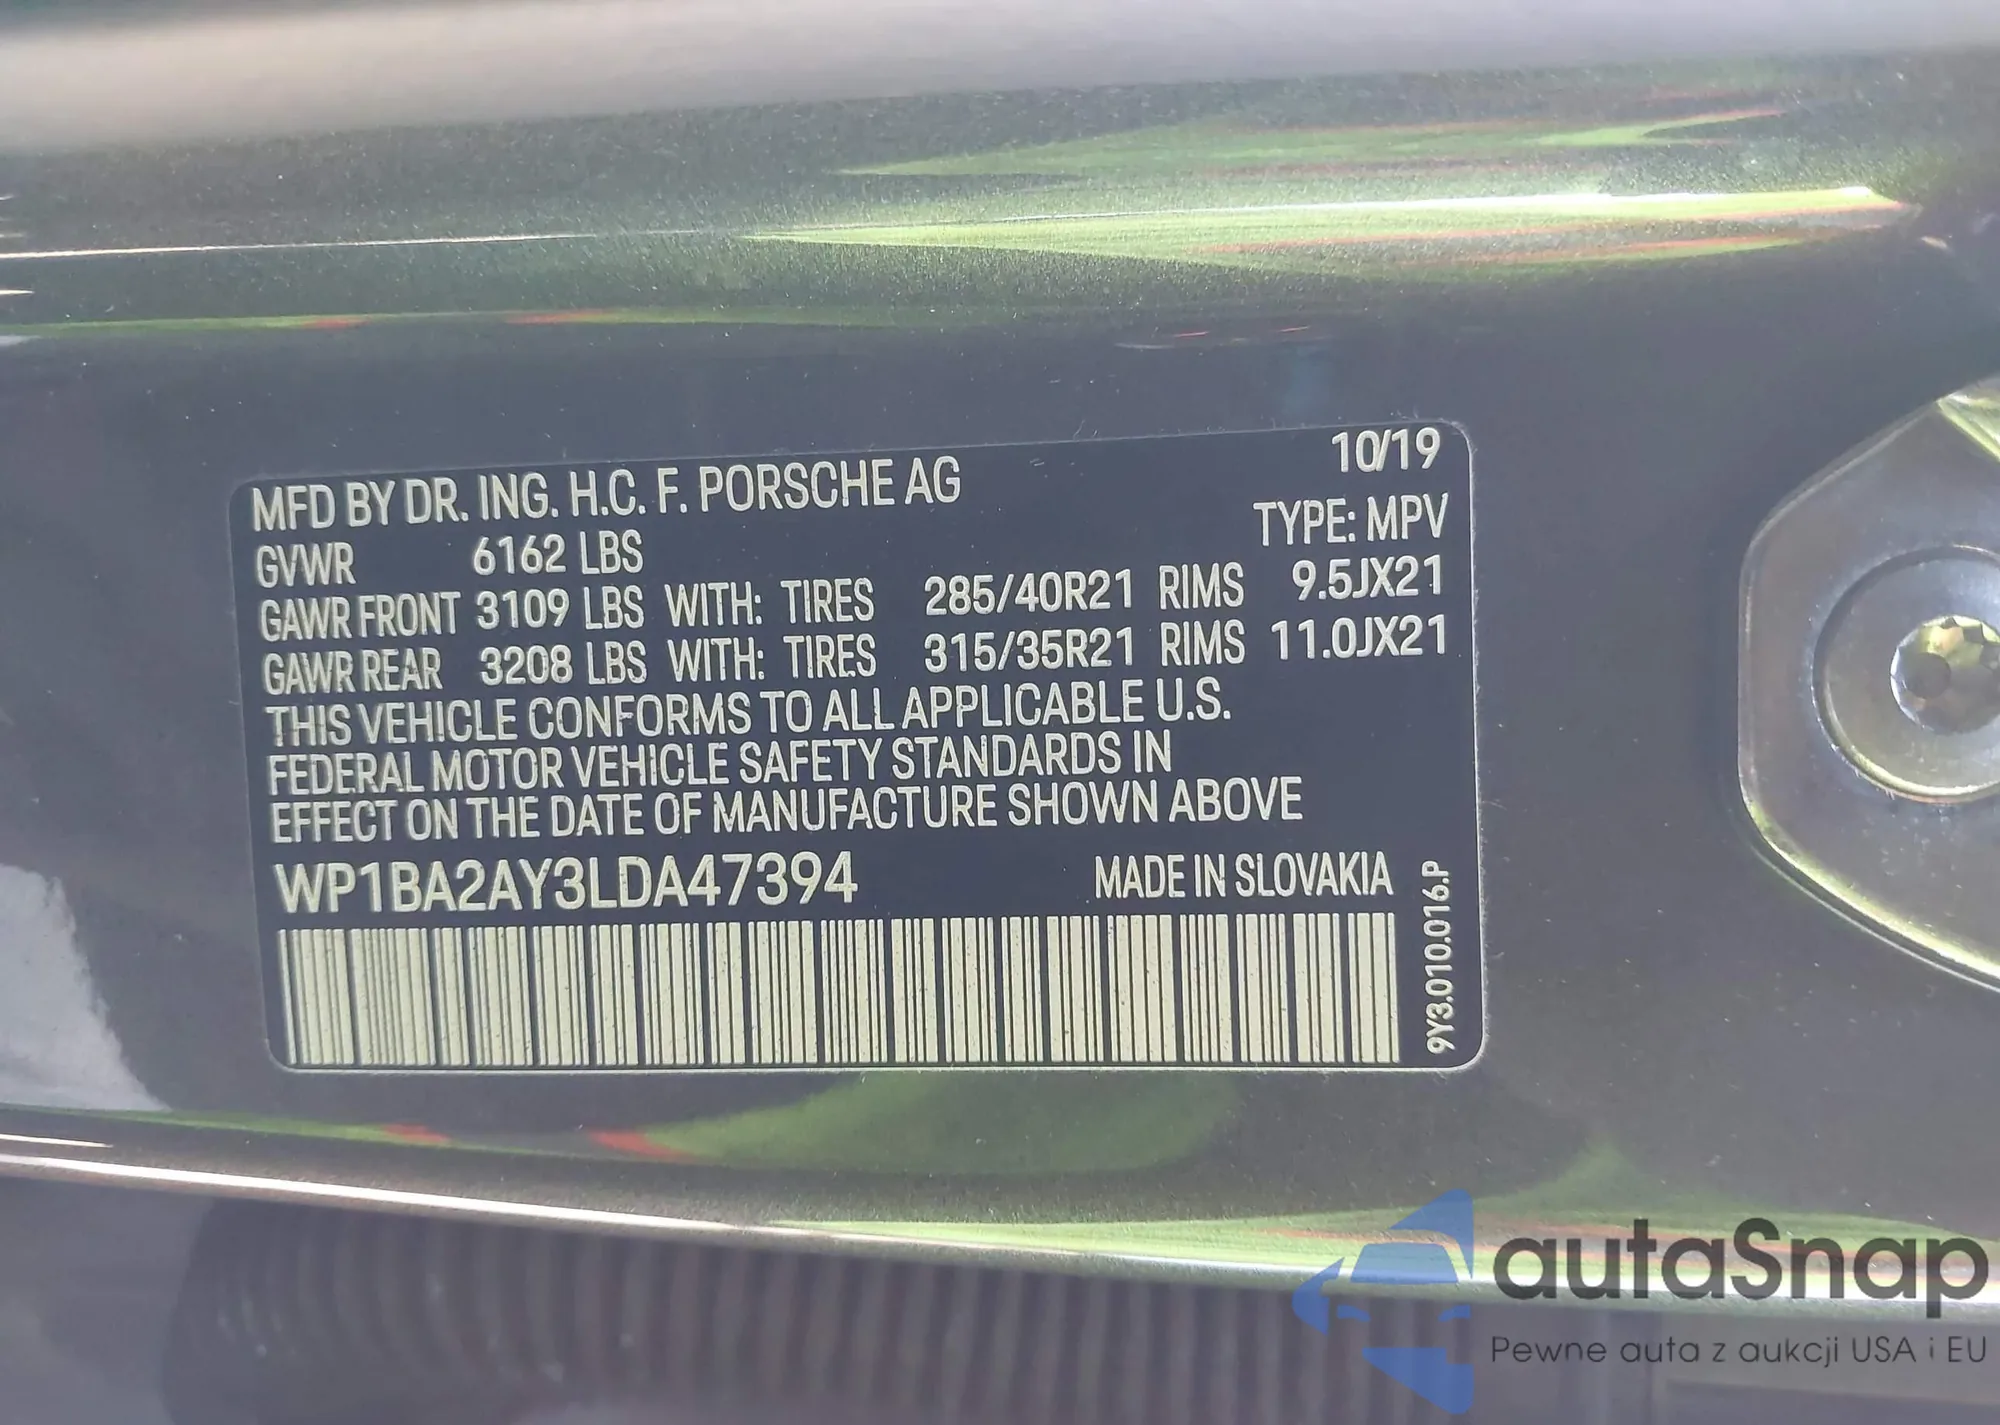 10/19
MFD BY DR. ING. H.C. F. PORSCHE AG
TYPE: MPV
GVWR 6162 LBS
GAWR FRONT 3109 LBS WITH: TIRES 285/40R21 RIMS 9.5JX21
GAWR REAR 3208 LBS WITH: TIRES 315/35R21 RIMS 11.0JX21
THIS VEHICLE CONFORMS TO ALL APPLICABLE U.S.
FEDERAL MOTOR VEHICLE SAFETY STANDARDS IN
EFFECT ON THE DATE OF MANUFACTURE SHOWN ABOVE
WP1BA2AY3LDA47394 MADE IN SLOVAKIA
9Y3.010.016.P
autaSnap
Pewne auta z aukcji USA i EU